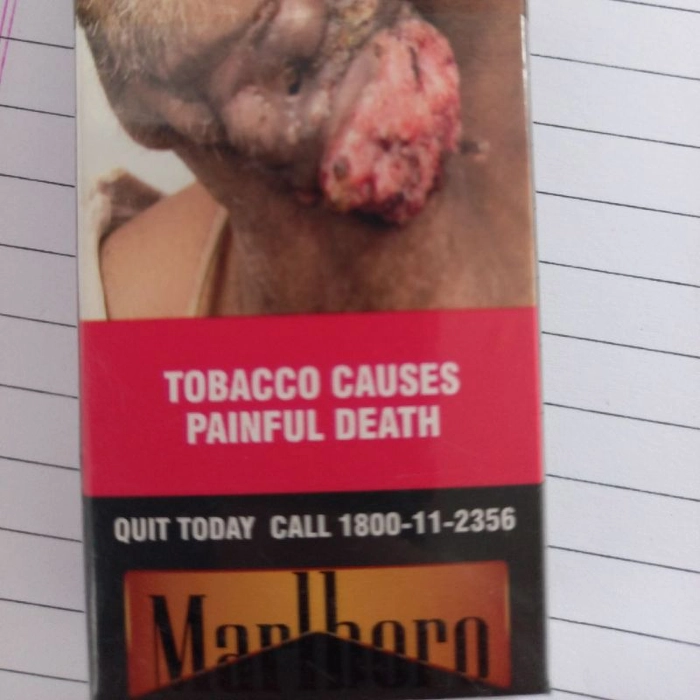 TOBACCO CAUSES
PAINFUL DEATH
QUIT TODAY CALL 1800-11-2356
Marlboro